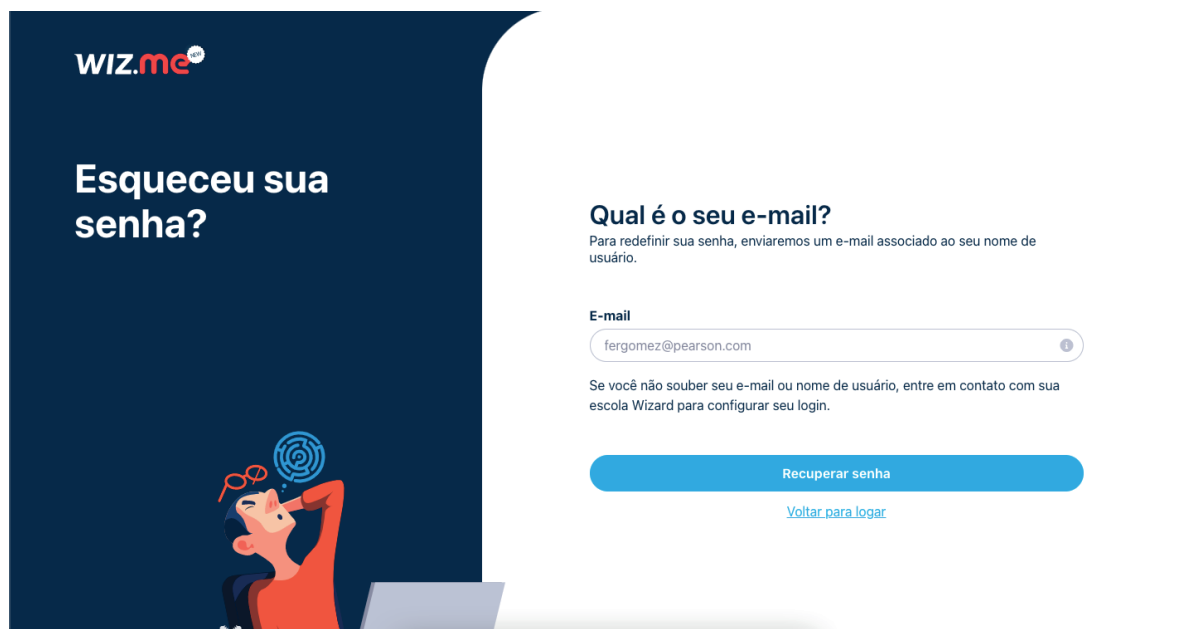 WIZ.me NEW
Esqueceu sua
senha?
Qual é o seu e-mail?
Para redefinir sua senha, enviaremos um e-mail associado ao seu nome de
usuário.
E-mail
fergomez@pearson.com
Se você não souber seu e-mail ou nome de usuário, entre em contato com sua
escola Wizard para configurar seu login.
Recuperar senha
Voltar para logar